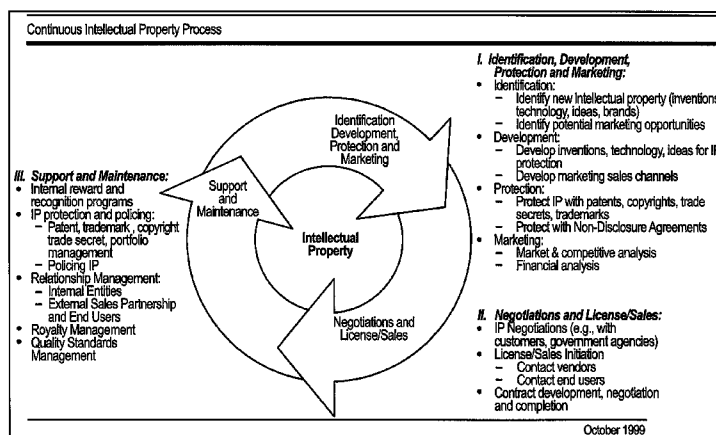 Continuous Intellectual Property Process
I. Identification, Development,
Protection and Marketing:
• Identification:
– Identify new Intellectual property (inventions
technology, ideas, brands)
– Identify potential marketing opportunities
• Development:
– Develop inventions, technology, ideas for IP
protection
– Develop marketing sales channels
• Protection:
– Protect IP with patents, copyrights, trade
secrets, trademarks
– Protect with Non-Disclosure Agreements
• Marketing:
– Market & competitive analysis
– Financial analysis
II. Negotiations and License/Sales:
• IP Negotiations (e.g., with
customers, government agencies)
• License/Sales Initiation
– Contact vendors
– Contact end users
• Contract development, negotiation
and completion
III. Support and Maintenance:
• Internal reward and
recognition programs
• IP protection and policing:
– Patent, trademark, copyright
trade secret, portfolio
management
– Policing IP
• Relationship Management:
– Internal Entities
– External Sales Partnership
and End Users
• Royalty Management
• Quality Standards
Management
Identification
Development,
Protection and
and Marketing
Support and
and Maintenance
Intellectual
Property
Negotiations and
License/Sales
October 1999